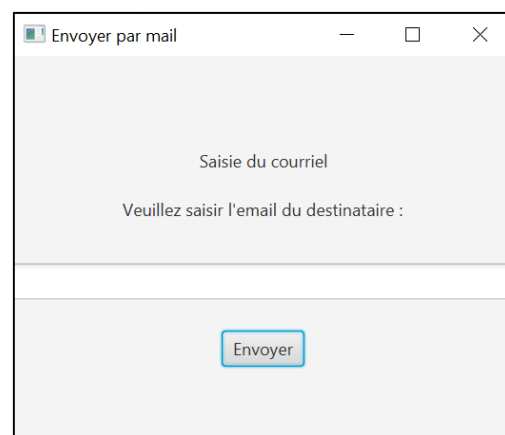 Envoyer par mail
Saisie du courriel
Veuillez saisir l'email du destinataire :
Envoyer